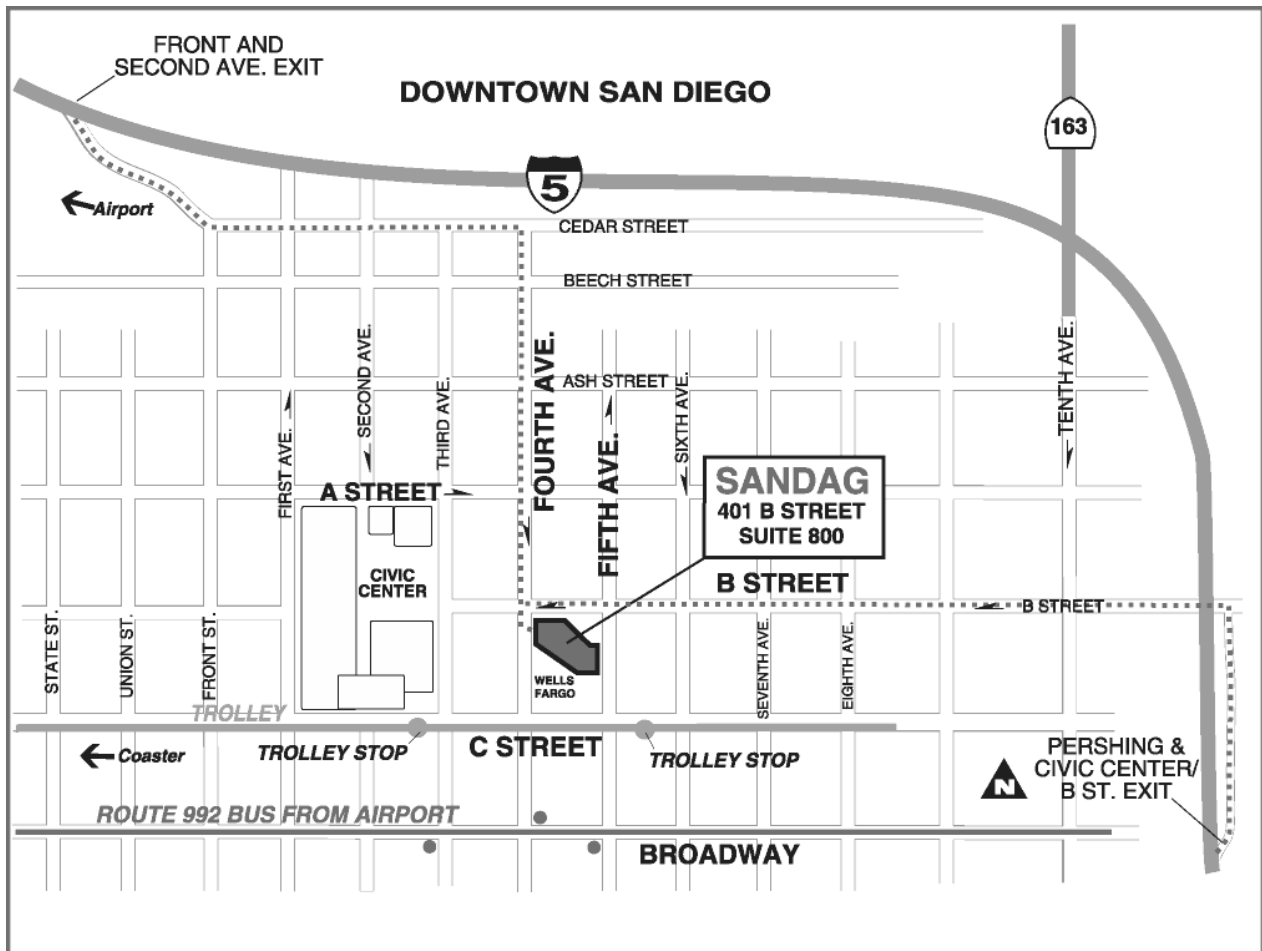 FRONT AND
SECOND AVE. EXIT
DOWNTOWN SAN DIEGO
163
5
Airport
CEDAR STREET
BEECH STREET
ASH STREET
FIRST AVE.
SECOND AVE.
THIRD AVE.
FOURTH AVE.
FIFTH AVE.
SIXTH AVE.
TENTH AVE.
A STREET
SANDAG
401 B STREET
SUITE 800
CIVIC
CENTER
B STREET
B STREET
STATE ST.
UNION ST.
FRONT ST.
WELLS
FARGO
SEVENTH AVE.
EIGHTH AVE.
TROLLEY
TROLLEY STOP
C STREET
TROLLEY STOP
Coaster
PERSHING &
CIVIC CENTER/
B ST. EXIT
N
ROUTE 992 BUS FROM AIRPORT
BROADWAY